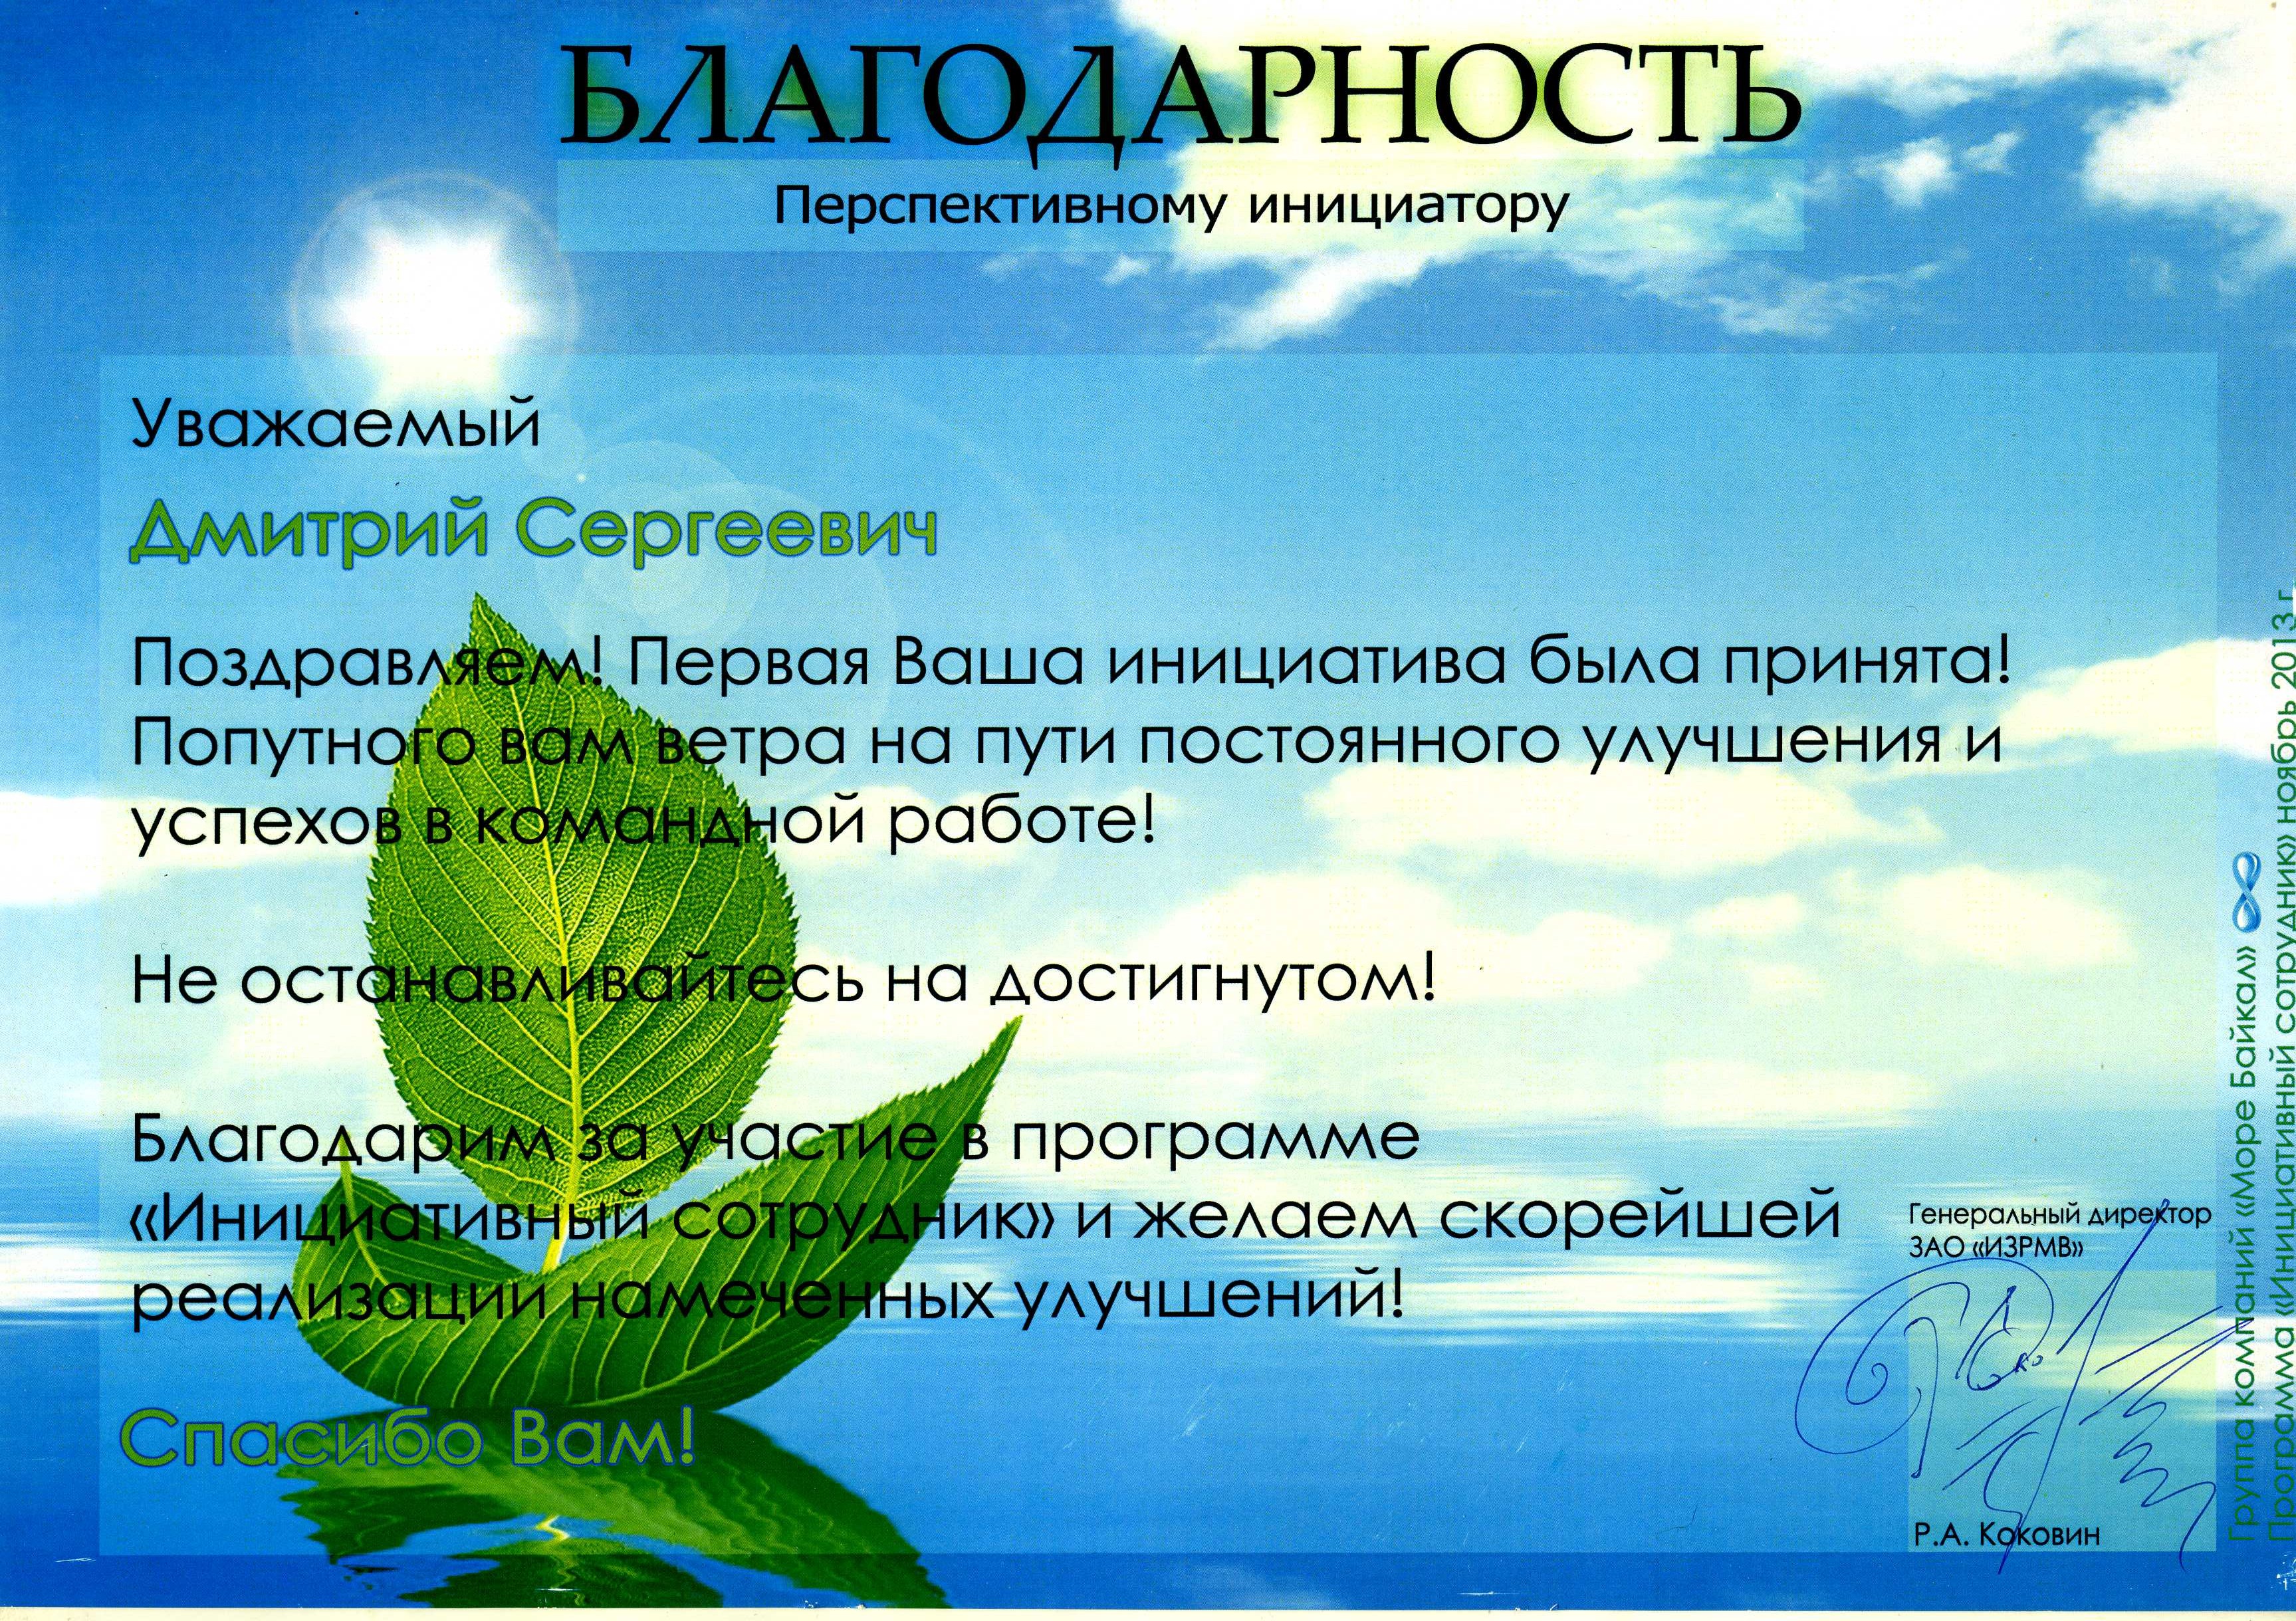 БЛАГОДАРНОСТЬ
Перспективному инициатору
Уважаемый
Дмитрий Сергеевич
Поздравляем! Первая Ваша инициатива была принята!
Попутного вам ветра на пути постоянного улучшения и
успехов в командной работе!
Не останавливайтесь на достигнутом!
Благодарим за участие в программе
«Инициативный сотрудник» и желаем скорейшей
реализации намеченных улучшений!
Спасибо Вам!
Генеральный директор
ЗАО «ИЗРМВ»
Р.А. Коковин
Группа компаний «Море Байкал»
Программа «Инициативный сотрудник» ноябрь 2013 г.